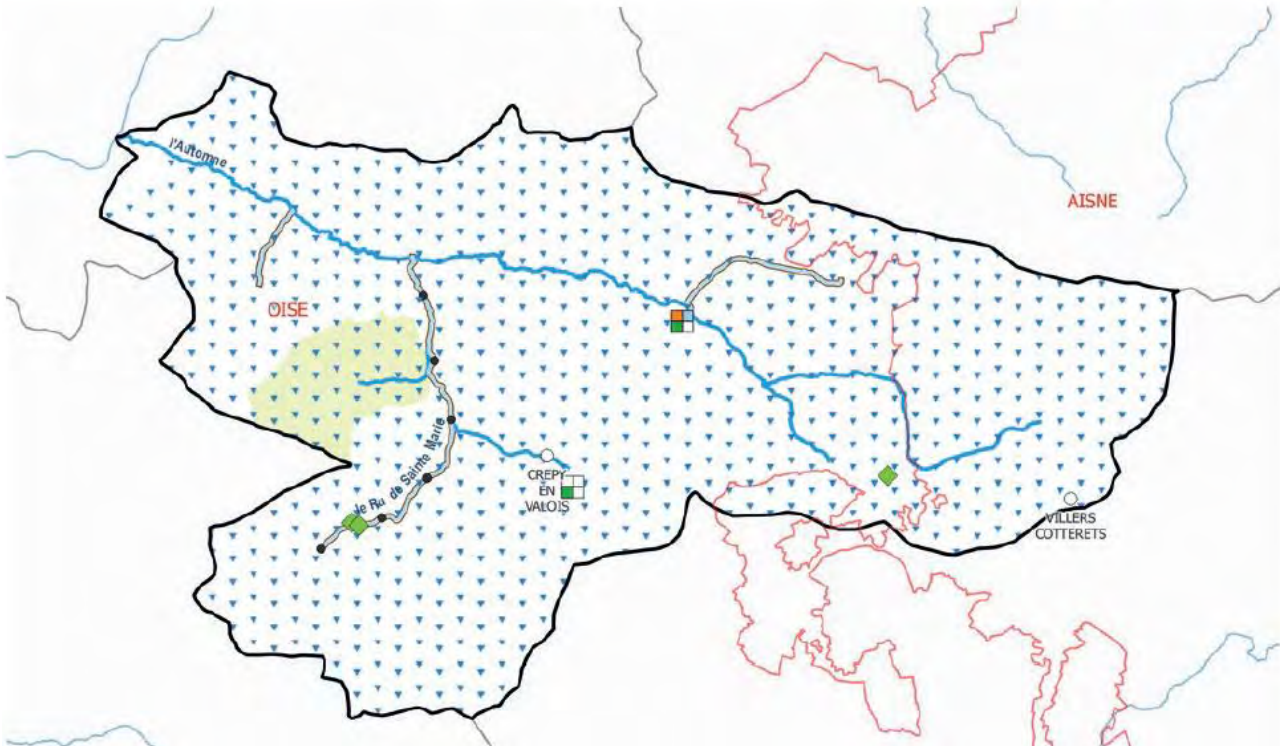 l'Automne
AISNE
OISE
le Ru de Sainte Marie
CREPY
EN
VALOIS
VILLERS
COTTERETS